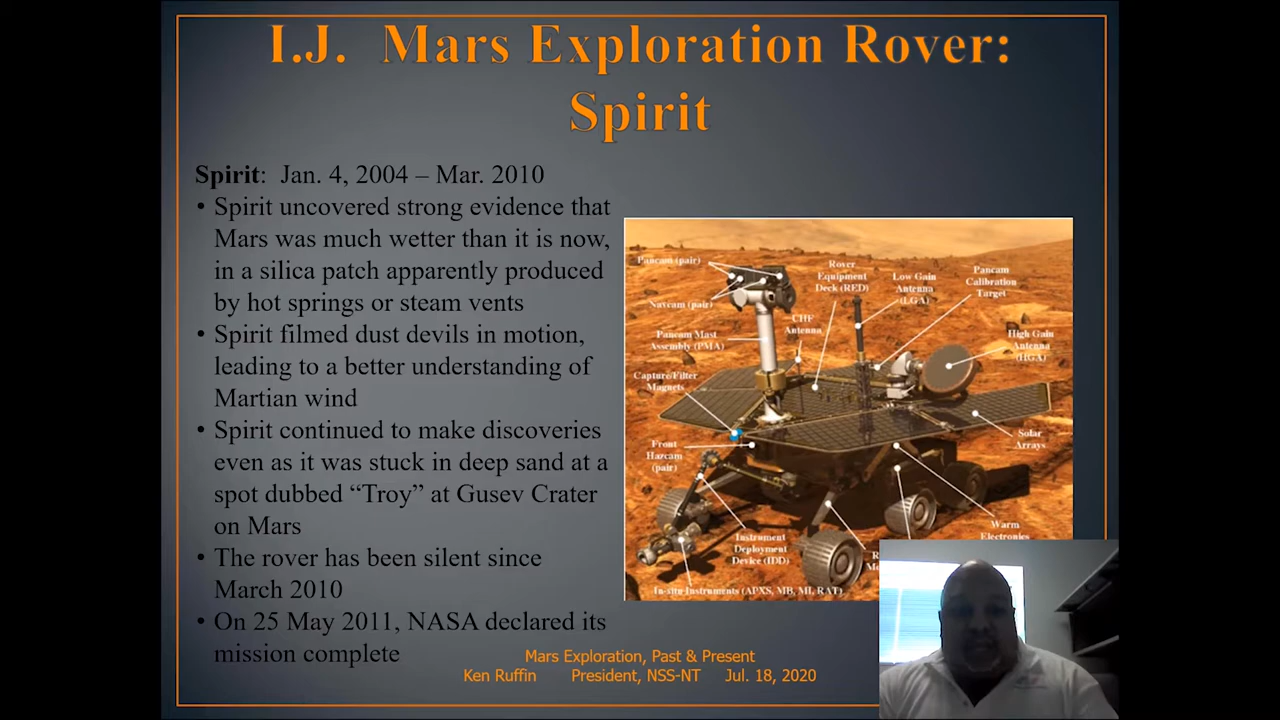 I.J.  Mars Exploration Rover:
Spirit
Spirit:  Jan. 4, 2004 – Mar. 2010
• Spirit uncovered strong evidence that
Mars was much wetter than it is now,
in a silica patch apparently produced
by hot springs or steam vents
• Spirit filmed dust devils in motion,
leading to a better understanding of
Martian wind
• Spirit continued to make discoveries
even as it was stuck in deep sand at a
spot dubbed “Troy” at Gusev Crater
on Mars
• The rover has been silent since
March 2010
• On 25 May 2011, NASA declared its
mission complete
Pancam (pair)
Navcam (pair)
Pancam Mast
Assembly (PMA)
Capture/Filter
Magnets
Front
Hazcam
(pair)
CHF
Antenna
Rover
Equipment
Deck (RED)
Low Gain
Antenna
(LGA)
Pancam
Calibration
Target
High Gain
Antenna
(HGA)
Solar
Arrays
Warm
Electronics
Instrument
Deployment
Device (IDD)
In-situ Instruments (APXS, MB, MI, RAT)
Mars Exploration, Past & Present
Ken Ruffin President, NSS-NT Jul. 18, 2020